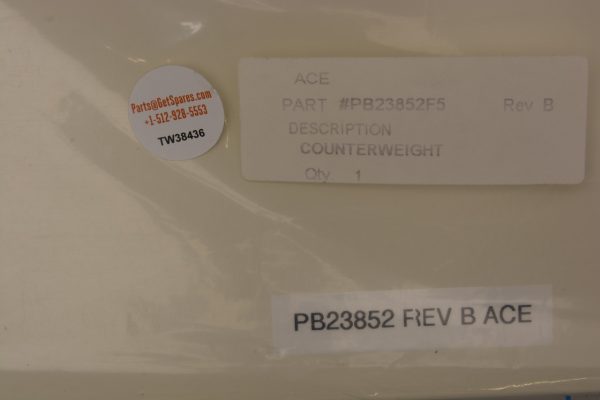 Parts@GetSpares.com
+1-512-928-5553
TW38436
ACE
PART #PB23852F5 Rev B
DESCRIPTION
COUNTERWEIGHT
Qty: 1
PB23852 REV B ACE